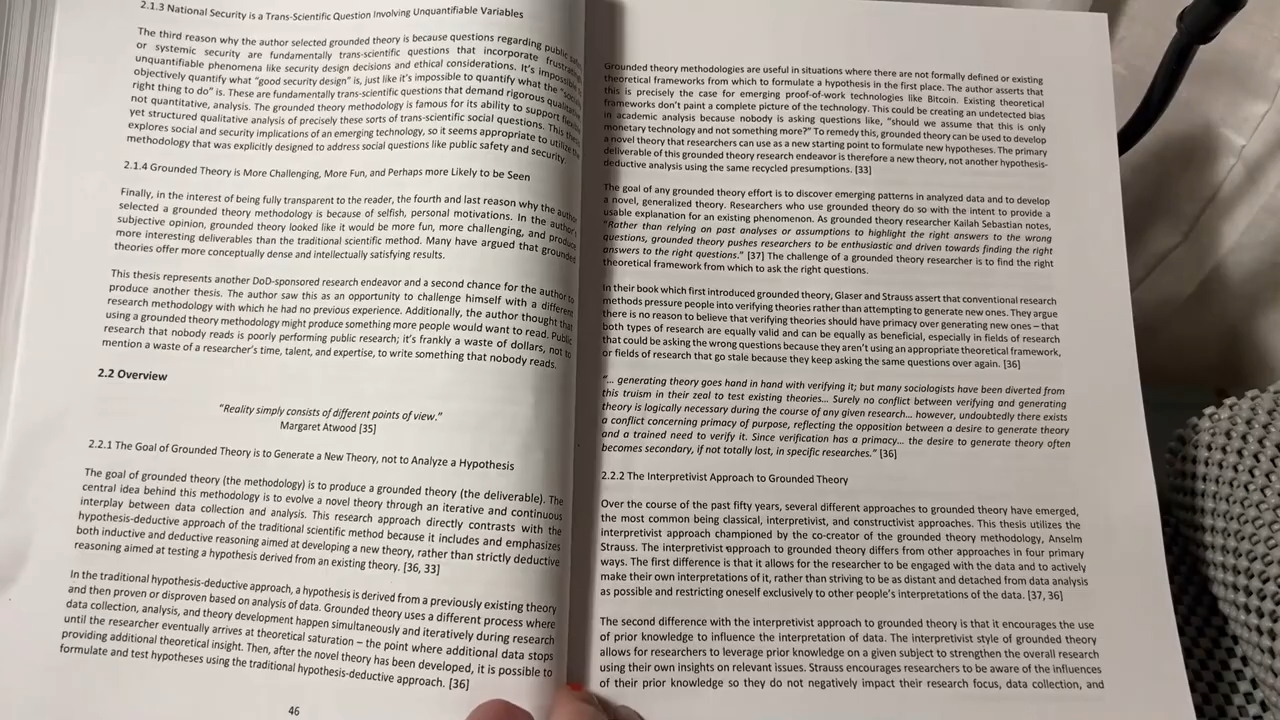 2.1.3 National Security is a Trans-Scientific Question Involving Unquantifiable Variables
The third reason why the author selected grounded theory is because questions regarding public
or systemic security are fundamentally trans-scientific questions that incorporate
unquantifiable phenomena like security design decisions and ethical considerations. It's
objectively quantify what "good security design" is, just like it's impossible to quantify what the
right thing to do" is. These are fundamentally trans-scientific questions that demand rigorous
not quantitative, analysis. The grounded theory methodology is famous for its ability to support
yet structured qualitative analysis of precisely these sorts of trans-scientific social questions. This
explores social and security implications of an emerging technology, so it seems appropriate to utilize
methodology that was explicitly designed to address social questions like public safety and security.
2.1.4 Grounded Theory is More Challenging, More Fun, and Perhaps more Likely to be Seen
Finally, in the interest of being fully transparent to the reader, the fourth and last reason why the author
selected a grounded theory methodology is because of selfish, personal motivations. In the author's
subjective opinion, grounded theory looked like it would be more fun, more challenging, and produce
more interesting deliverables than the traditional scientific method. Many have argued that grounded
theories offer more conceptually dense and intellectually satisfying results.
This thesis represents another DoD-sponsored research endeavor and a second chance for the author to
produce another thesis. The author saw this as an opportunity to challenge himself with a different
research methodology with which he had no previous experience. Additionally, the author thought that
using a grounded theory methodology might produce something more people would want to read. Public
research that nobody reads is poorly performing public research; it's frankly a waste of dollars, not to
mention a waste of a researcher's time, talent, and expertise, to write something that nobody reads.
2.2 Overview
"Reality simply consists of different points of view."
Margaret Atwood [35]
2.2.1 The Goal of Grounded Theory is to Generate a New Theory, not to Analyze a Hypothesis
The goal of grounded theory (the methodology) is to produce a grounded theory (the deliverable). The
central idea behind this methodology is to evolve a novel theory through an iterative and continuous
interplay between data collection and analysis. This research approach directly contrasts with the
hypothesis-deductive approach of the traditional scientific method because it includes and emphasizes
both inductive and deductive reasoning aimed at developing a new theory, rather than strictly deductive
reasoning aimed at testing a hypothesis derived from an existing theory. [36, 33]
In the traditional hypothesis-deductive approach, a hypothesis is derived from a previously existing theory
and then proven or disproven based on analysis of data. Grounded theory uses a different process where
data collection, analysis, and theory development happen simultaneously and iteratively during research
until the researcher eventually arrives at theoretical saturation – the point where additional data stops
providing additional theoretical insight. Then, after the novel theory has been developed, it is possible to
formulate and test hypotheses using the traditional hypothesis-deductive approach. [36]
46
Grounded theory methodologies are useful in situations where there are not formally defined or existing
theoretical frameworks from which to formulate a hypothesis in the first place. The author asserts that
this is precisely the case for emerging proof-of-work technologies like Bitcoin. Existing theoretical
frameworks don't paint a complete picture of the technology. This could be creating an undetected bias
in academic analysis because nobody is asking questions like, "should we assume that this is only
monetary technology and not something more?" To remedy this, grounded theory can be used to develop
a novel theory that researchers can use as a new starting point to formulate new hypotheses. The primary
deliverable of this grounded theory research endeavor is therefore a new theory, not another hypothesis-
deductive analysis using the same recycled presumptions. [33]
The goal of any grounded theory effort is to discover emerging patterns in analyzed data and to develop
a novel, generalized theory. Researchers who use grounded theory do so with the intent to provide a
usable explanation for an existing phenomenon. As grounded theory researcher Kailah Sebastian notes,
"Rather than relying on past analyses or assumptions to highlight the right answers to the wrong
questions, grounded theory pushes researchers to be enthusiastic and driven towards finding the right
answers to the right questions." [37] The challenge of a grounded theory researcher is to find the right
theoretical framework from which to ask the right questions.
In their book which first introduced grounded theory, Glaser and Strauss assert that conventional research
methods pressure people into verifying theories rather than attempting to generate new ones. They argue
there is no reason to believe that verifying theories should have primacy over generating new ones – that
both types of research are equally valid and can be equally as beneficial, especially in fields of research
that could be asking the wrong questions because they aren't using an appropriate theoretical framework,
or fields of research that go stale because they keep asking the same questions over again. [36]
"... generating theory goes hand in hand with verifying it; but many sociologists have been diverted from
this truism in their zeal to test existing theories... Surely no conflict between verifying and generating
theory is logically necessary during the course of any given research... however, undoubtedly there exists
a conflict concerning primacy of purpose, reflecting the opposition between a desire to generate theory
and a trained need to verify it. Since verification has a primacy... the desire to generate theory often
becomes secondary, if not totally lost, in specific researches." [36]
2.2.2 The Interpretivist Approach to Grounded Theory
Over the course of the past fifty years, several different approaches to grounded theory have emerged,
the most common being classical, interpretivist, and constructivist approaches. This thesis utilizes the
interpretivist approach championed by the co-creator of the grounded theory methodology, Anselm
Strauss. The interpretivist approach to grounded theory differs from other approaches in four primary
ways. The first difference is that it allows for the researcher to be engaged with the data and to actively
make their own interpretations of it, rather than striving to be as distant and detached from data analysis
as possible and restricting oneself exclusively to other people's interpretations of the data. [37, 36]
The second difference with the interpretivist approach to grounded theory is that it encourages the use
of prior knowledge to influence the interpretation of data. The interpretivist style of grounded theory
allows for researchers to leverage prior knowledge on a given subject to strengthen the overall research
using their own insights on relevant issues. Strauss encourages researchers to be aware of the influences
of their prior knowledge so they do not negatively impact their research focus, data collection, and